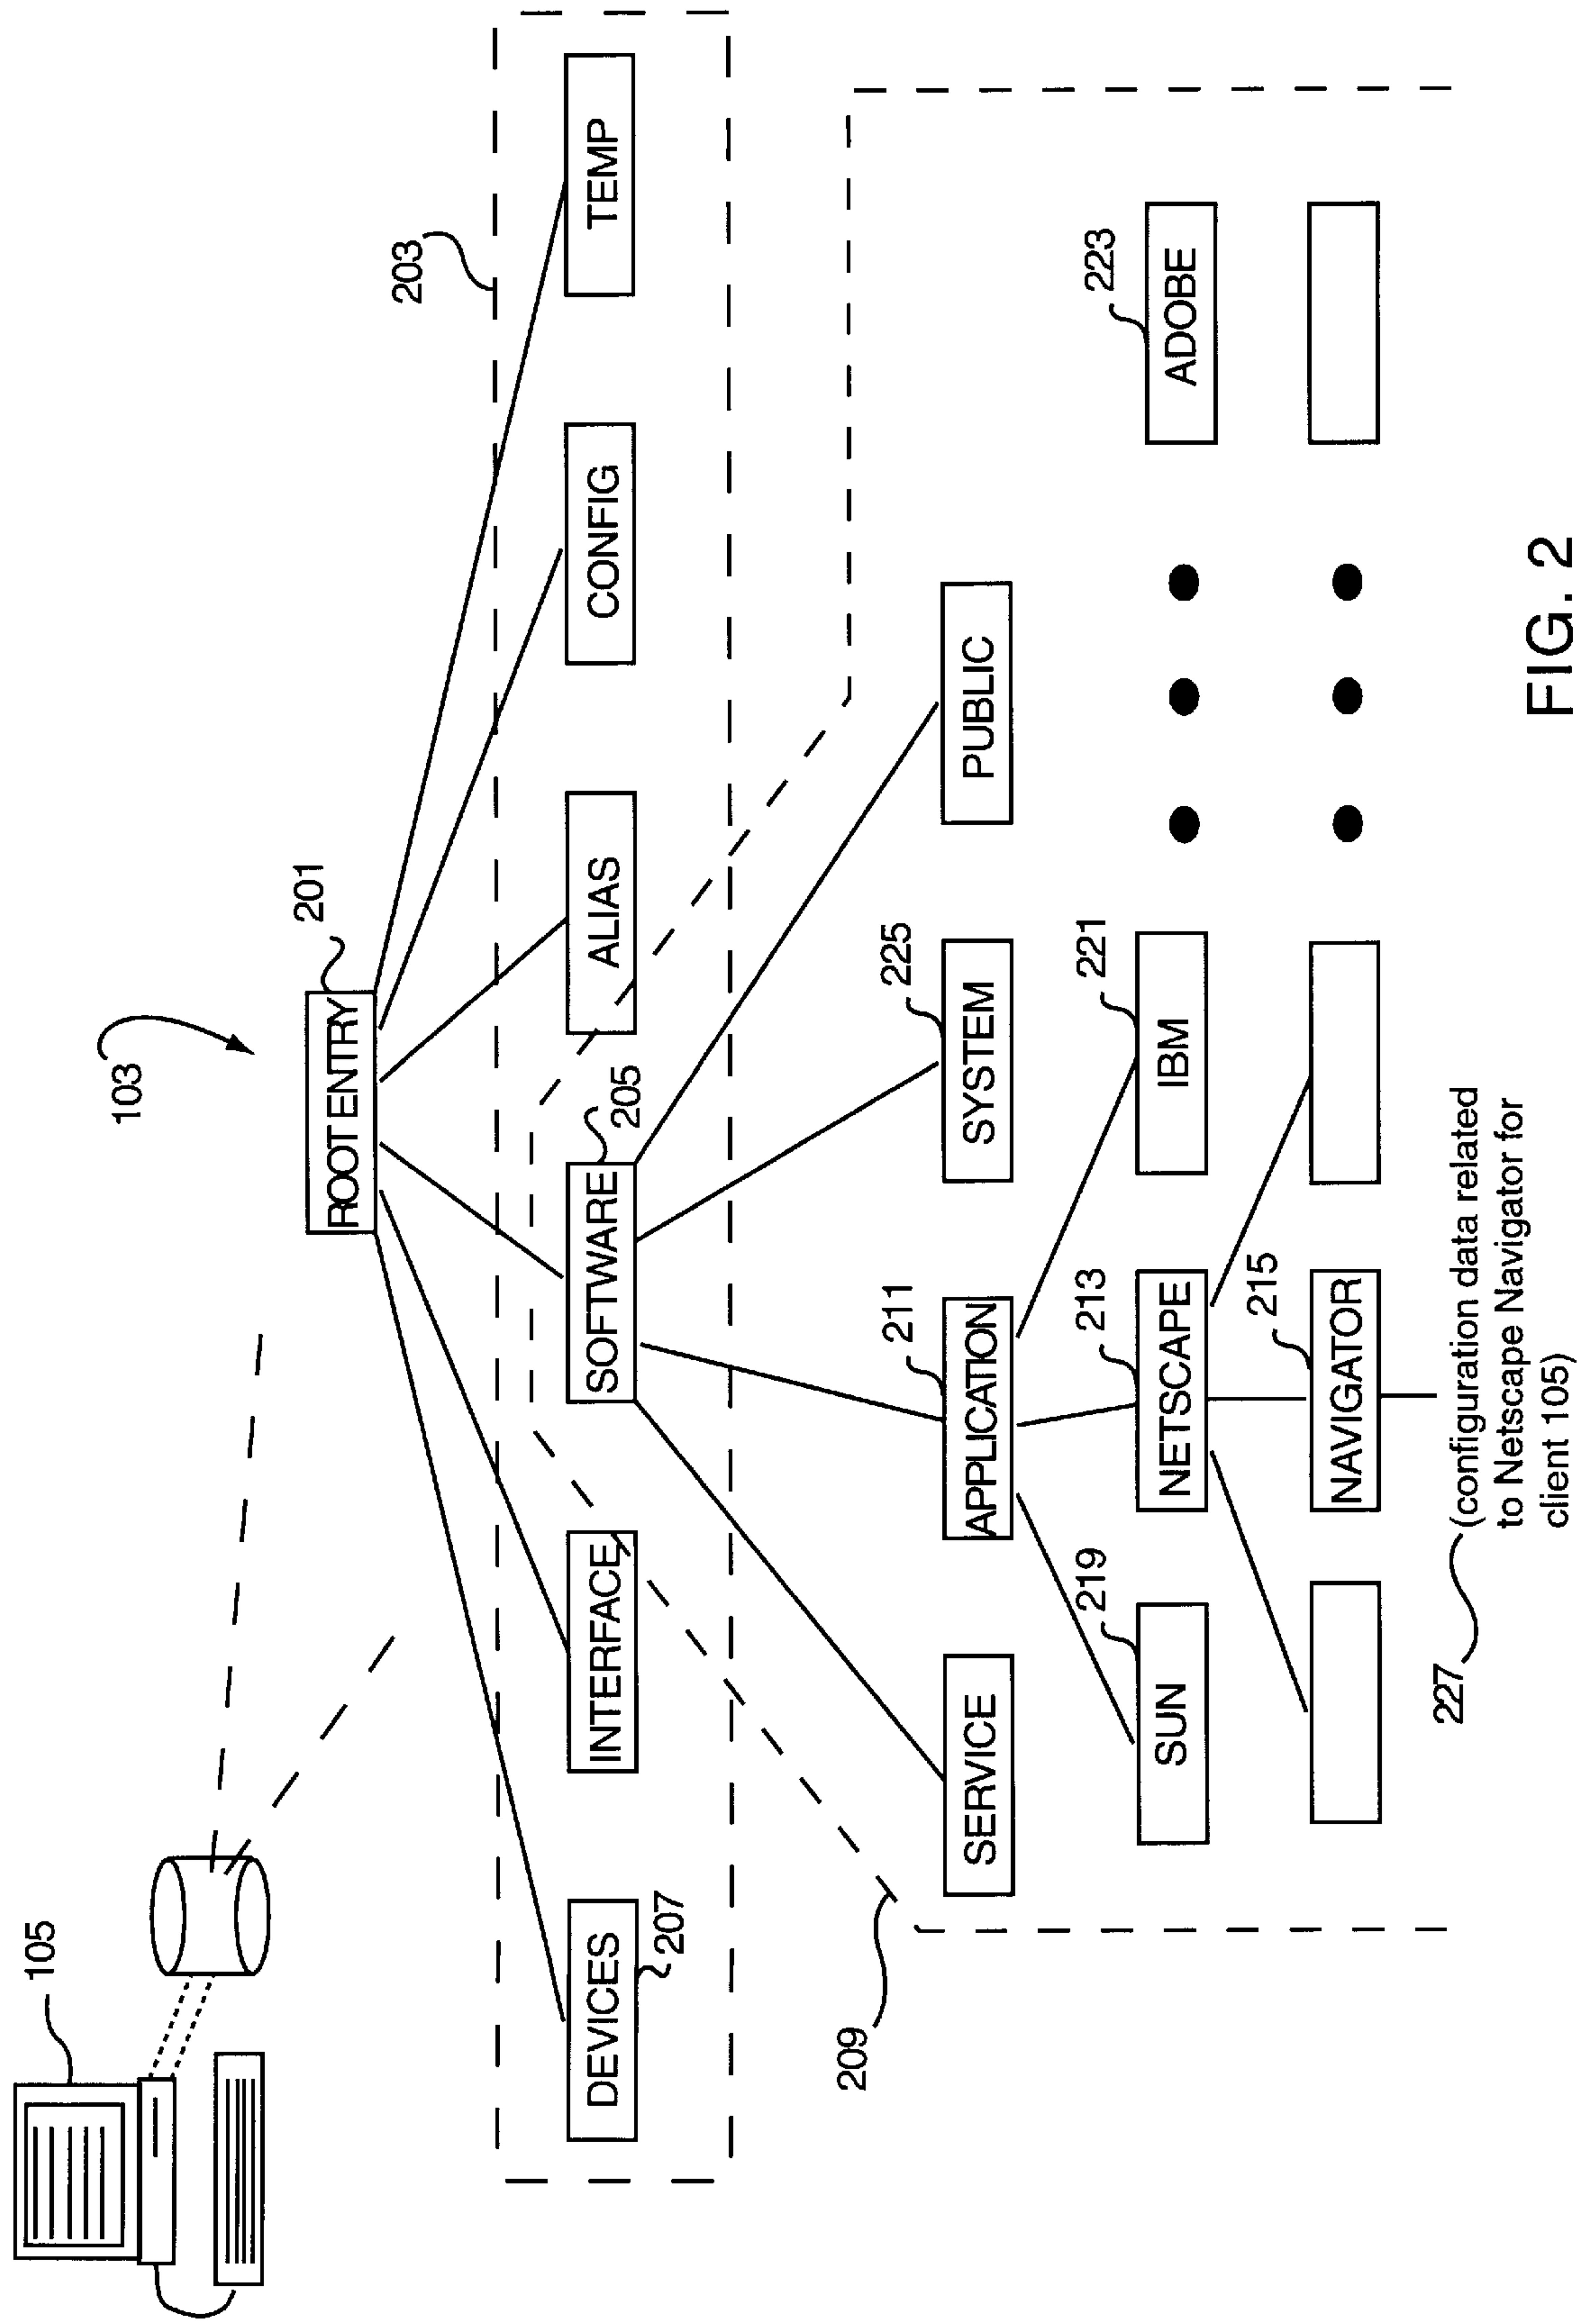 105
103
201
ROOT ENTRY
203
DEVICES
INTERFACE
SOFTWARE
ALIAS
CONFIG
TEMP
207
205
209
211
225
SERVICE
APPLICATION
SYSTEM
PUBLIC
219
213
221
223
SUN
NETSCAPE
IBM
ADOBE
215
NAVIGATOR
227
(configuration data related
to Netscape Navigator for
client 105)
FIG. 2